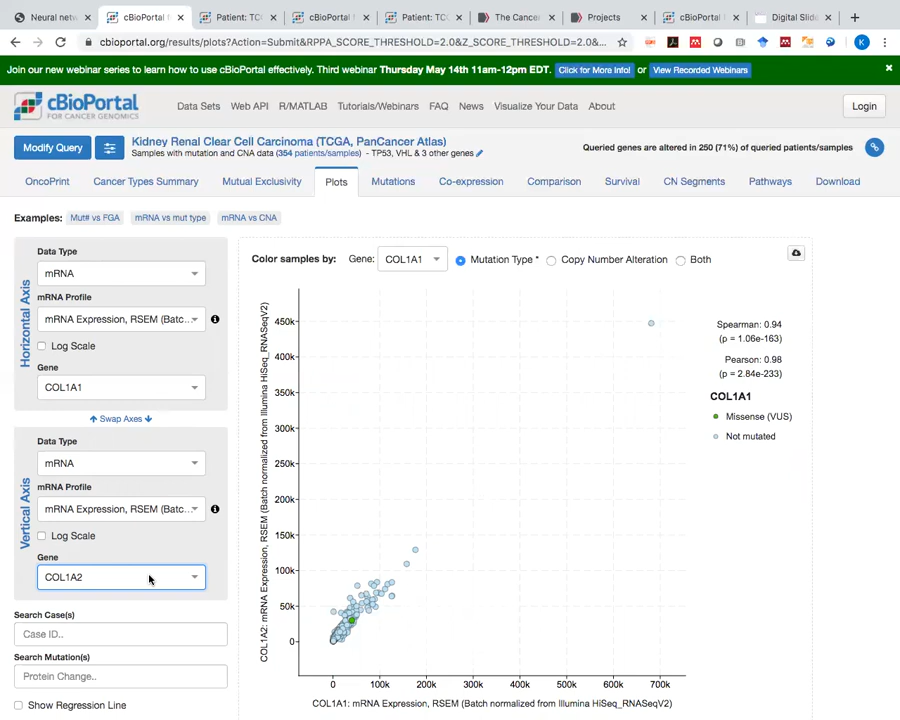 Neural netw
cBioPortal f
Patient: TC
cBioPortal f
Patient: TC
The Cancer
Projects
cBioPortal f
Digital Slid
cbioportal.org/results/plots?Action=Submit&RPPA_SCORE_THRESHOLD=2.0&Z_SCORE_THRESHOLD=2.0&...
K
Join our new webinar series to learn how to use cBioPortal effectively. Third webinar Thursday May 14th 11am-12pm EDT. Click for More Info! or View Recorded Webinars
cBioPortal
FOR CANCER GENOMICS
Data Sets Web API R/MATLAB Tutorials/Webinars FAQ News Visualize Your Data About
Login
Modify Query
Kidney Renal Clear Cell Carcinoma (TCGA, PanCancer Atlas)
Samples with mutation and CNA data (354 patients/samples) - TP53, VHL & 3 other genes
Queried genes are altered in 250 (71%) of queried patients/samples
OncoPrint Cancer Types Summary Mutual Exclusivity Plots Mutations Co-expression Comparison Survival CN Segments Pathways Download
Examples: Mut# vs FGA mRNA vs mut type mRNA vs CNA
Horizontal Axis
Data Type
mRNA
mRNA Profile
mRNA Expression, RSEM (Batc...
Log Scale
Gene
COL1A1
Swap Axes
Vertical Axis
Data Type
mRNA
mRNA Profile
mRNA Expression, RSEM (Batc...
Log Scale
Gene
COL1A2
Search Case(s)
Case ID..
Search Mutation(s)
Protein Change..
Show Regression Line
Color samples by: Gene: COL1A1 Mutation Type * Copy Number Alteration Both
COL1A2: mRNA Expression, RSEM (Batch normalized from Illumina HiSeq_RNASeqV2)
450k
400k
350k
300k
250k
200k
150k
100k
50k
0
0 100k 200k 300k 400k 500k 600k 700k
COL1A1: mRNA Expression, RSEM (Batch normalized from Illumina HiSeq_RNASeqV2)
Spearman: 0.94
(p = 1.06e-163)
Pearson: 0.98
(p = 2.84e-233)
COL1A1
Missense (VUS)
Not mutated